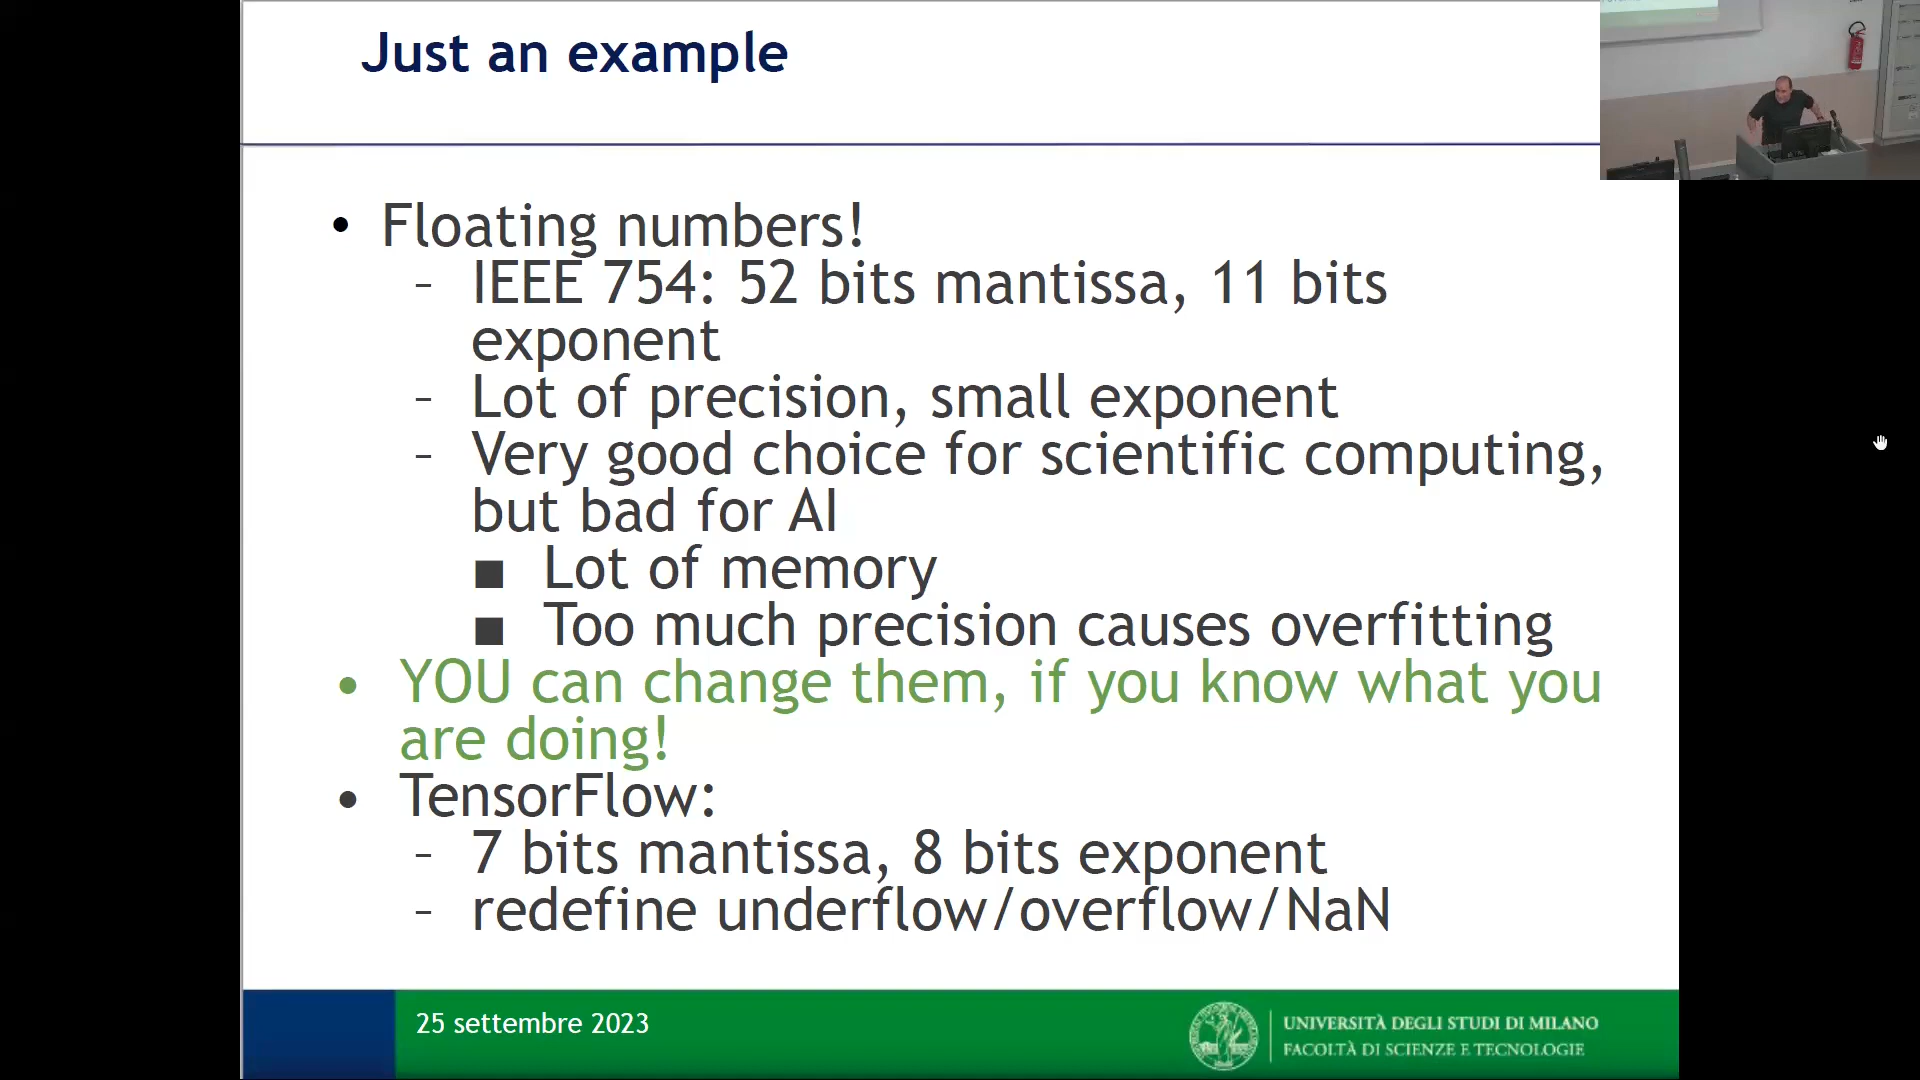 Just an example
• Floating numbers!
– IEEE 754: 52 bits mantissa, 11 bits
exponent
– Lot of precision, small exponent
– Very good choice for scientific computing,
but bad for AI
■ Lot of memory
■ Too much precision causes overfitting
• YOU can change them, if you know what you
are doing!
• TensorFlow:
– 7 bits mantissa, 8 bits exponent
– redefine underflow/overflow/NaN
25 settembre 2023
UNIVERSITÀ DEGLI STUDI DI MILANO
FACOLTÀ DI SCIENZE E TECNOLOGIE